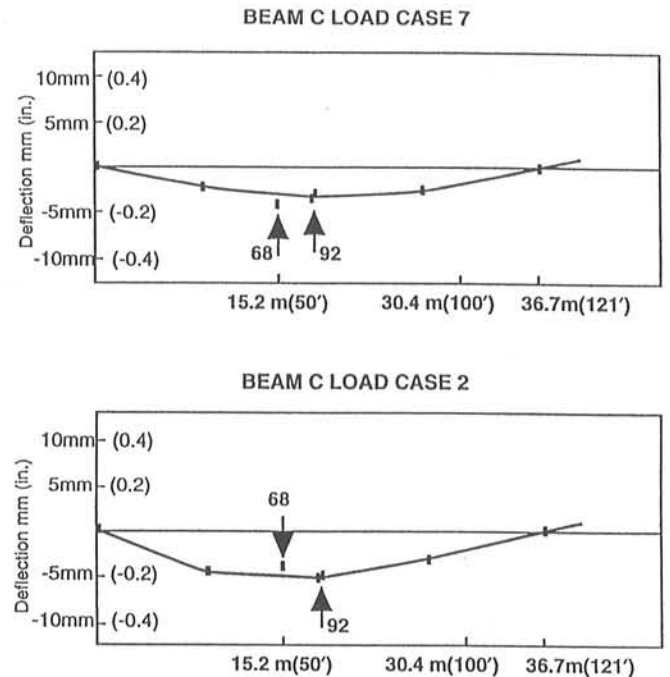 BEAM C LOAD CASE 7
Deflection mm (in.)
10mm (0.4)
5mm (0.2)
-5mm (-0.2)
-10mm (-0.4)
68
92
15.2 m(50') 30.4 m(100') 36.7m(121')
BEAM C LOAD CASE 2
Deflection mm (in.)
10mm (0.4)
5mm (0.2)
68
-5mm (-0.2)
-10mm (-0.4)
92
15.2 m(50') 30.4 m(100') 36.7m(121')